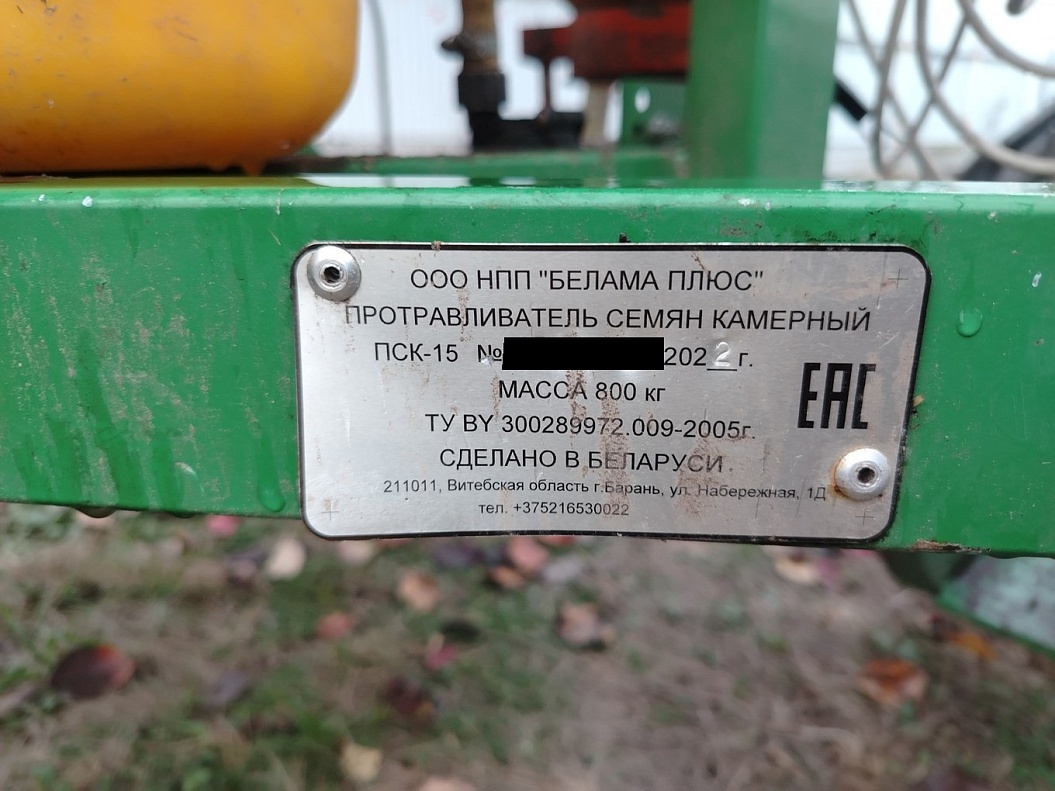 ООО НПП "БЕЛАМА ПЛЮС"
ПРОТРАВЛИВАТЕЛЬ СЕМЯН КАМЕРНЫЙ
ПСК-15 № 2022 г.
МАССА 800 кг
ТУ BY 300289972.009-2005г.
СДЕЛАНО В БЕЛАРУСИ
211011, Витебская область г.Барань, ул. Набережная, 1Д
тел. +375216530022
EAC